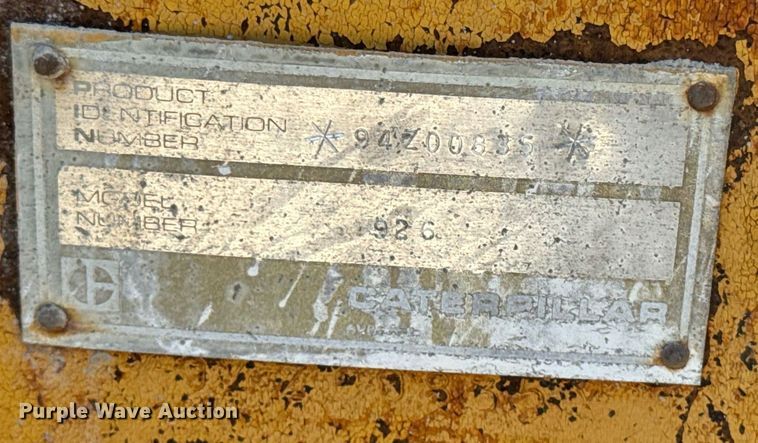 PRODUCT
IDENTIFICATION
NUMBER
*94Z00835*
MODEL
NUMBER
926
CATERPILLAR
Purple Wave Auction